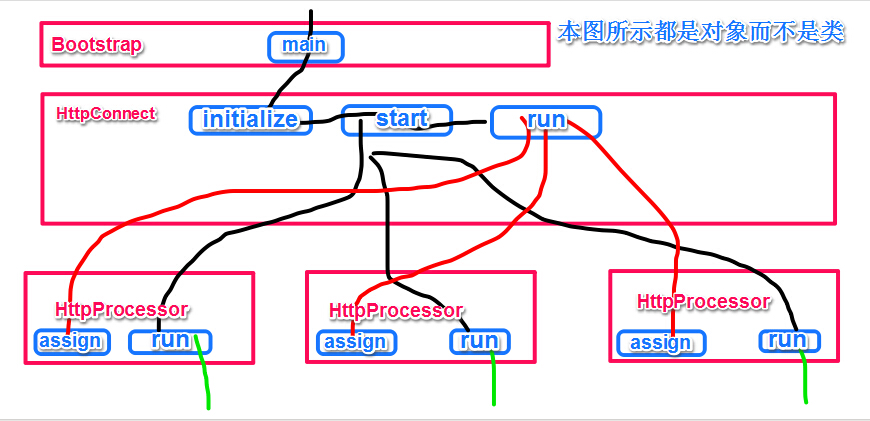 本图所示都是对象而不是类
Bootstrap
main
HttpConnect
initialize
start
run
HttpProcessor
assign
run
HttpProcessor
assign
run
HttpProcessor
assign
run